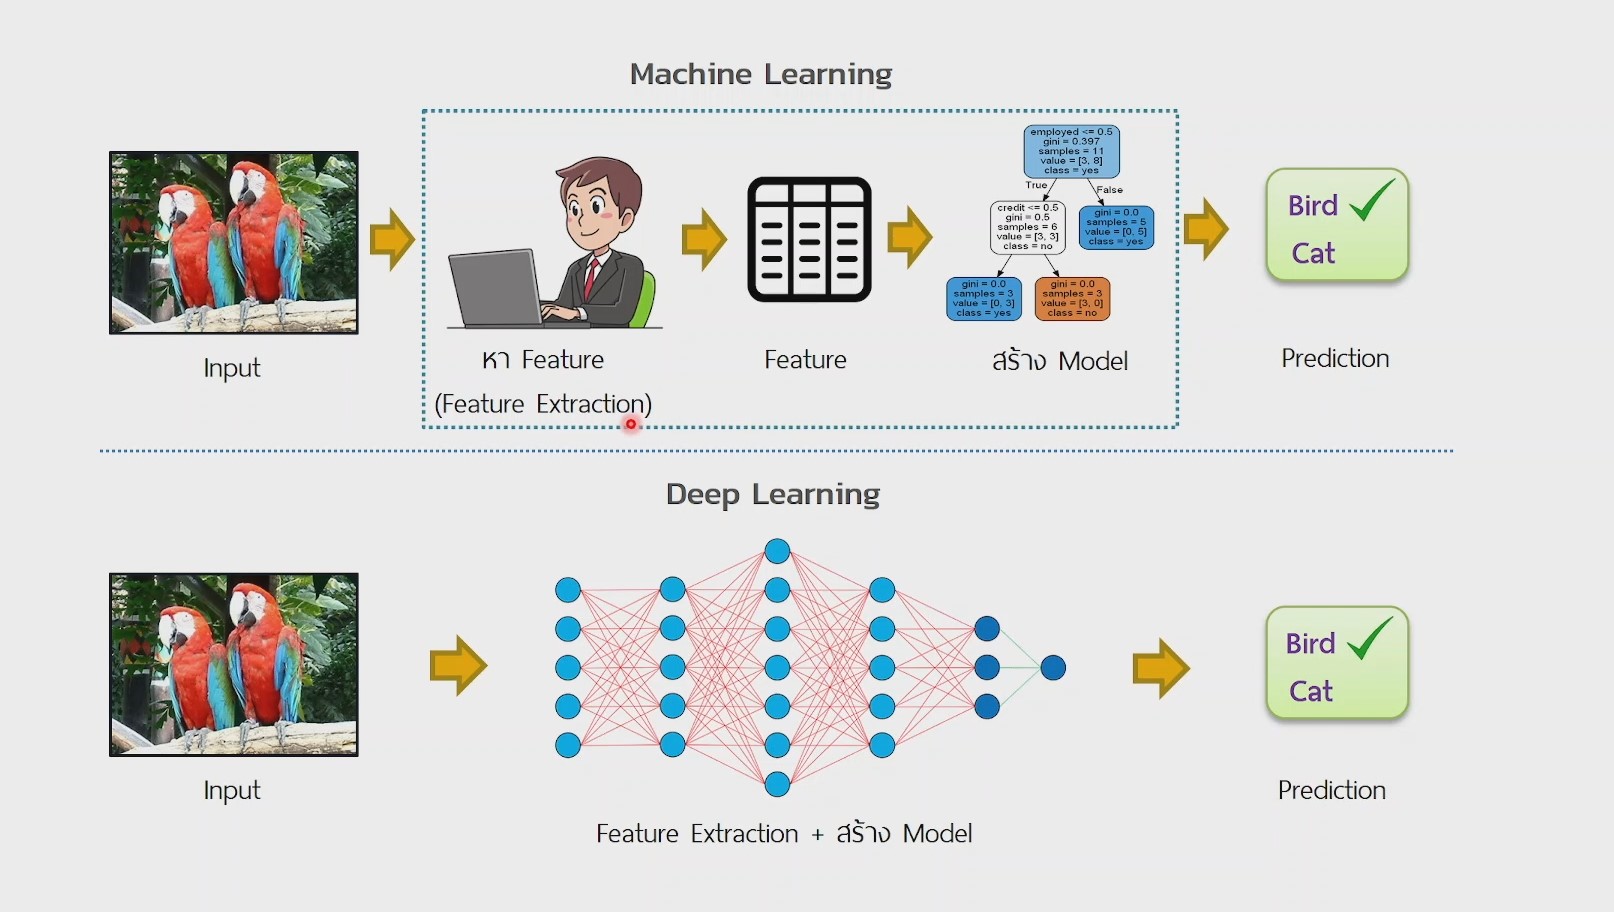 Machine Learning
employed <= 0.5
gini = 0.397
samples = 11
value = [3, 8]
class = yes
True
False
credit <= 0.5
gini = 0.5
samples = 6
value = [3, 3]
class = no
gini = 0.0
samples = 5
value = [0, 5]
class = yes
gini = 0.0
samples = 3
value = [0, 3]
class = yes
gini = 0.0
samples = 3
value = [3, 0]
class = no
Bird
Cat
Input
หา Feature
(Feature Extraction)
Feature
สร้าง Model
Prediction
Deep Learning
Bird
Cat
Input
Feature Extraction + สร้าง Model
Prediction